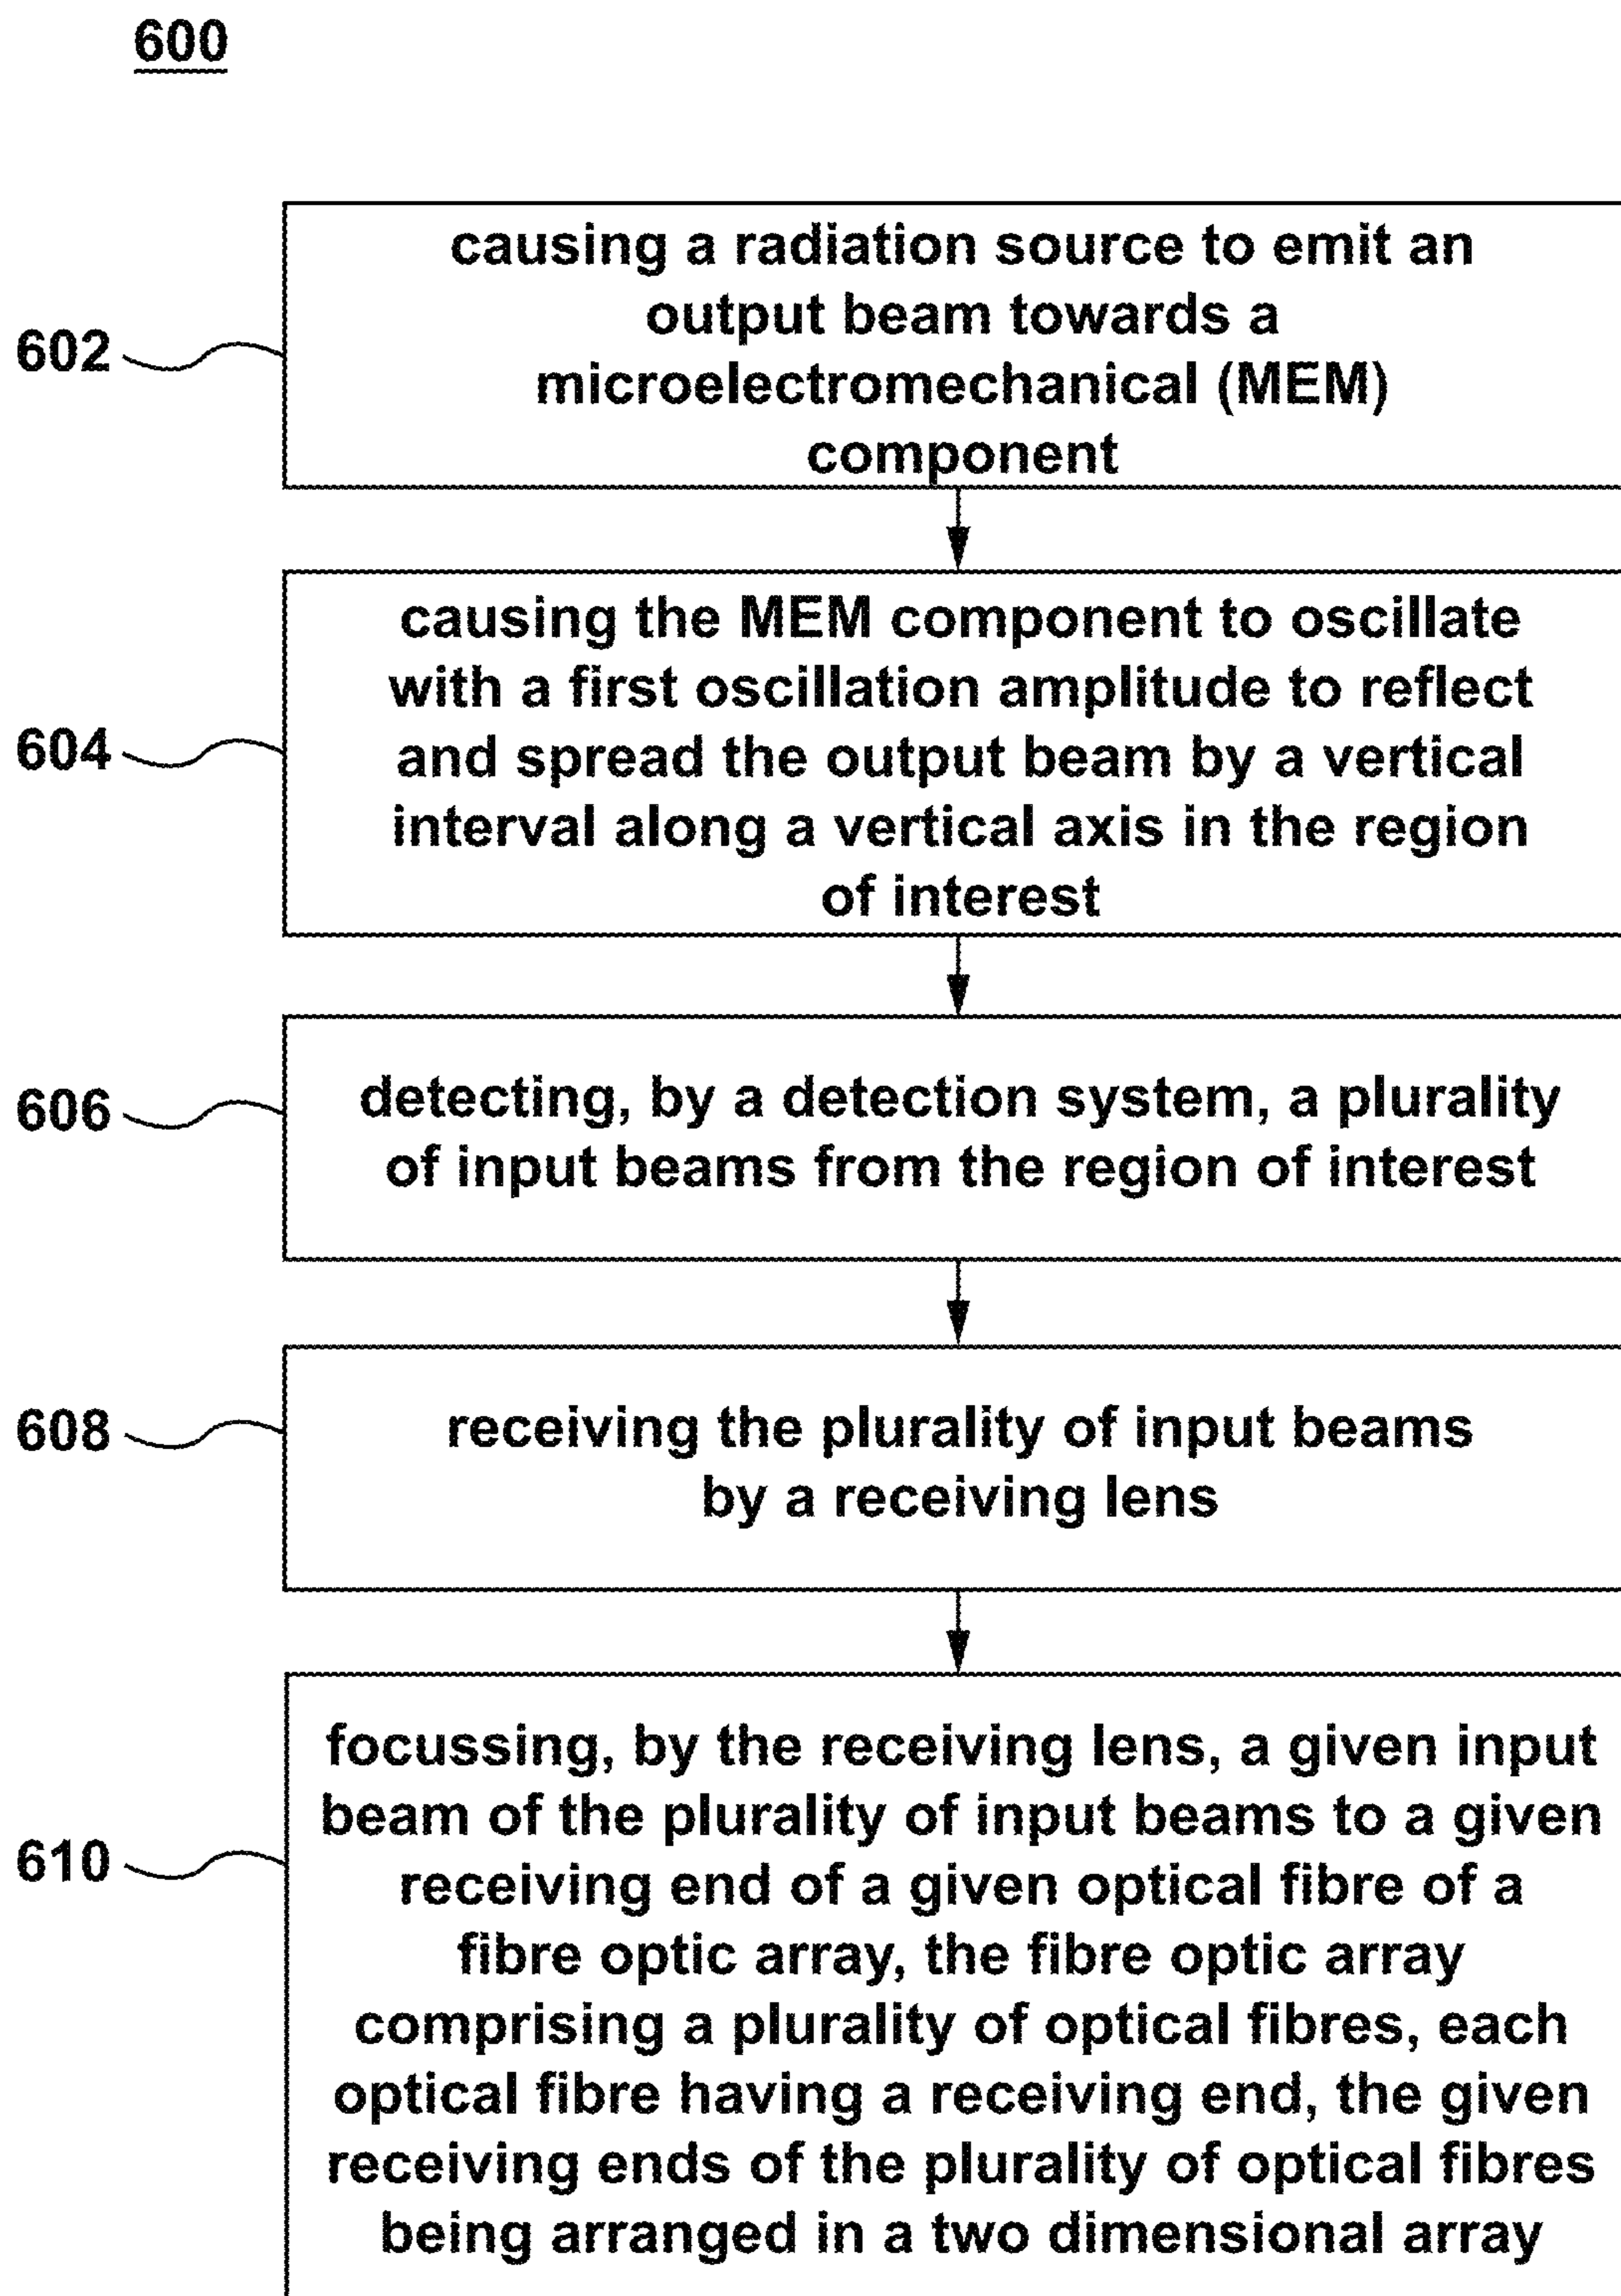 600
602
causing a radiation source to emit an
output beam towards a
microelectromechanical (MEM)
component
604
causing the MEM component to oscillate
with a first oscillation amplitude to reflect
and spread the output beam by a vertical
interval along a vertical axis in the region
of interest
606
detecting, by a detection system, a plurality
of input beams from the region of interest
608
receiving the plurality of input beams
by a receiving lens
610
focussing, by the receiving lens, a given input
beam of the plurality of input beams to a given
receiving end of a given optical fibre of a
fibre optic array, the fibre optic array
comprising a plurality of optical fibres, each
optical fibre having a receiving end, the given
receiving ends of the plurality of optical fibres
being arranged in a two dimensional array